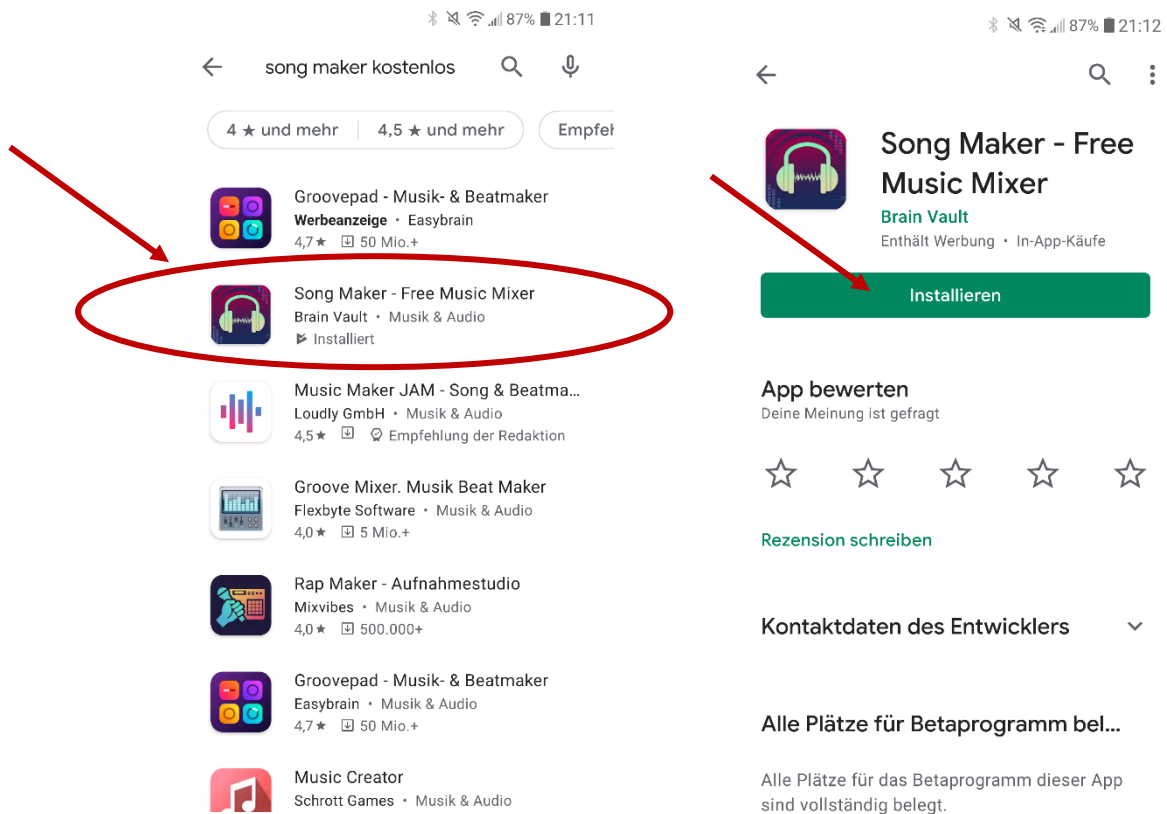 87% 21:11
song maker kostenlos
4 ★ und mehr
4,5 ★ und mehr
Groovepad - Musik- & Beatmaker
Werbeanzeige • Easybrain
4,7★ 50 Mio.+
Song Maker - Free Music Mixer
Brain Vault • Musik & Audio
Installiert
Music Maker JAM - Song & Beatma...
Loudly GmbH • Musik & Audio
4,5★ Empfehlung der Redaktion
Groove Mixer. Musik Beat Maker
Flexbyte Software • Musik & Audio
4,0★ 5 Mio.+
Rap Maker - Aufnahmestudio
Mixvibes • Musik & Audio
4,0★ 500.000+
Groovepad - Musik- & Beatmaker
Easybrain • Musik & Audio
4,7★ 50 Mio.+
Music Creator
Schrott Games • Musik & Audio
87% 21:12
Song Maker - Free
Music Mixer
Brain Vault
Enthält Werbung • In-App-Käufe
Installieren
App bewerten
Deine Meinung ist gefragt
Rezension schreiben
Kontaktdaten des Entwicklers
Alle Plätze für Betaprogramm bel...
Alle Plätze für das Betaprogramm dieser App
sind vollständig belegt.